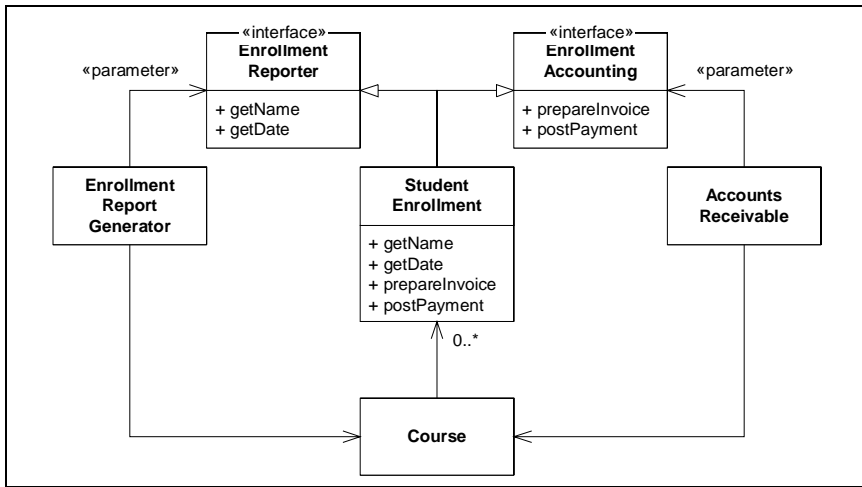 «interface»
Enrollment
Reporter
+ getName
+ getDate
«interface»
Enrollment
Accounting
+ prepareInvoice
+ postPayment
«parameter»
«parameter»
Enrollment
Report
Generator
Student
Enrollment
+ getName
+ getDate
+ prepareInvoice
+ postPayment
Accounts
Receivable
0..*
Course